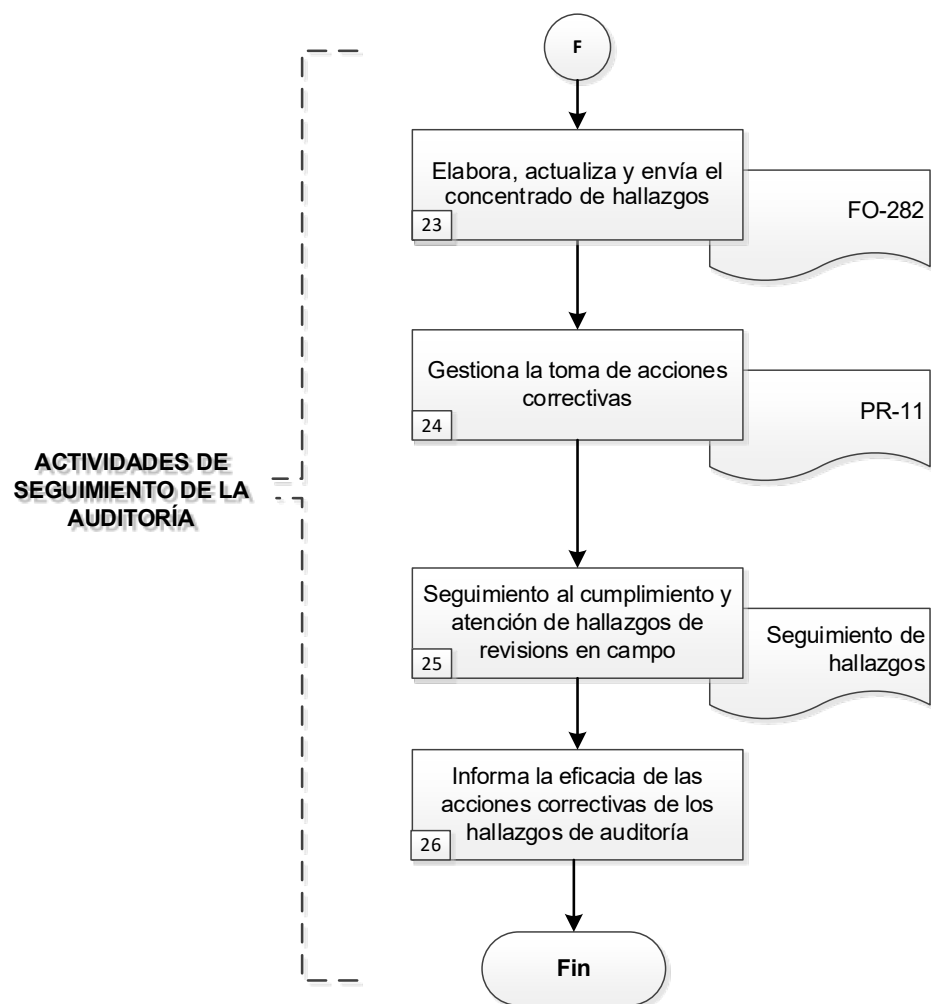 F
Elabora, actualiza y envía el
concentrado de hallazgos
23
FO-282
Gestiona la toma de acciones
correctivas
24
PR-11
ACTIVIDADES DE
SEGUIMIENTO DE LA
AUDITORÍA
Seguimiento al cumplimiento y
atención de hallazgos de
revisions en campo
25
Seguimiento de
hallazgos
Informa la eficacia de las
acciones correctivas de los
hallazgos de auditoría
26
Fin